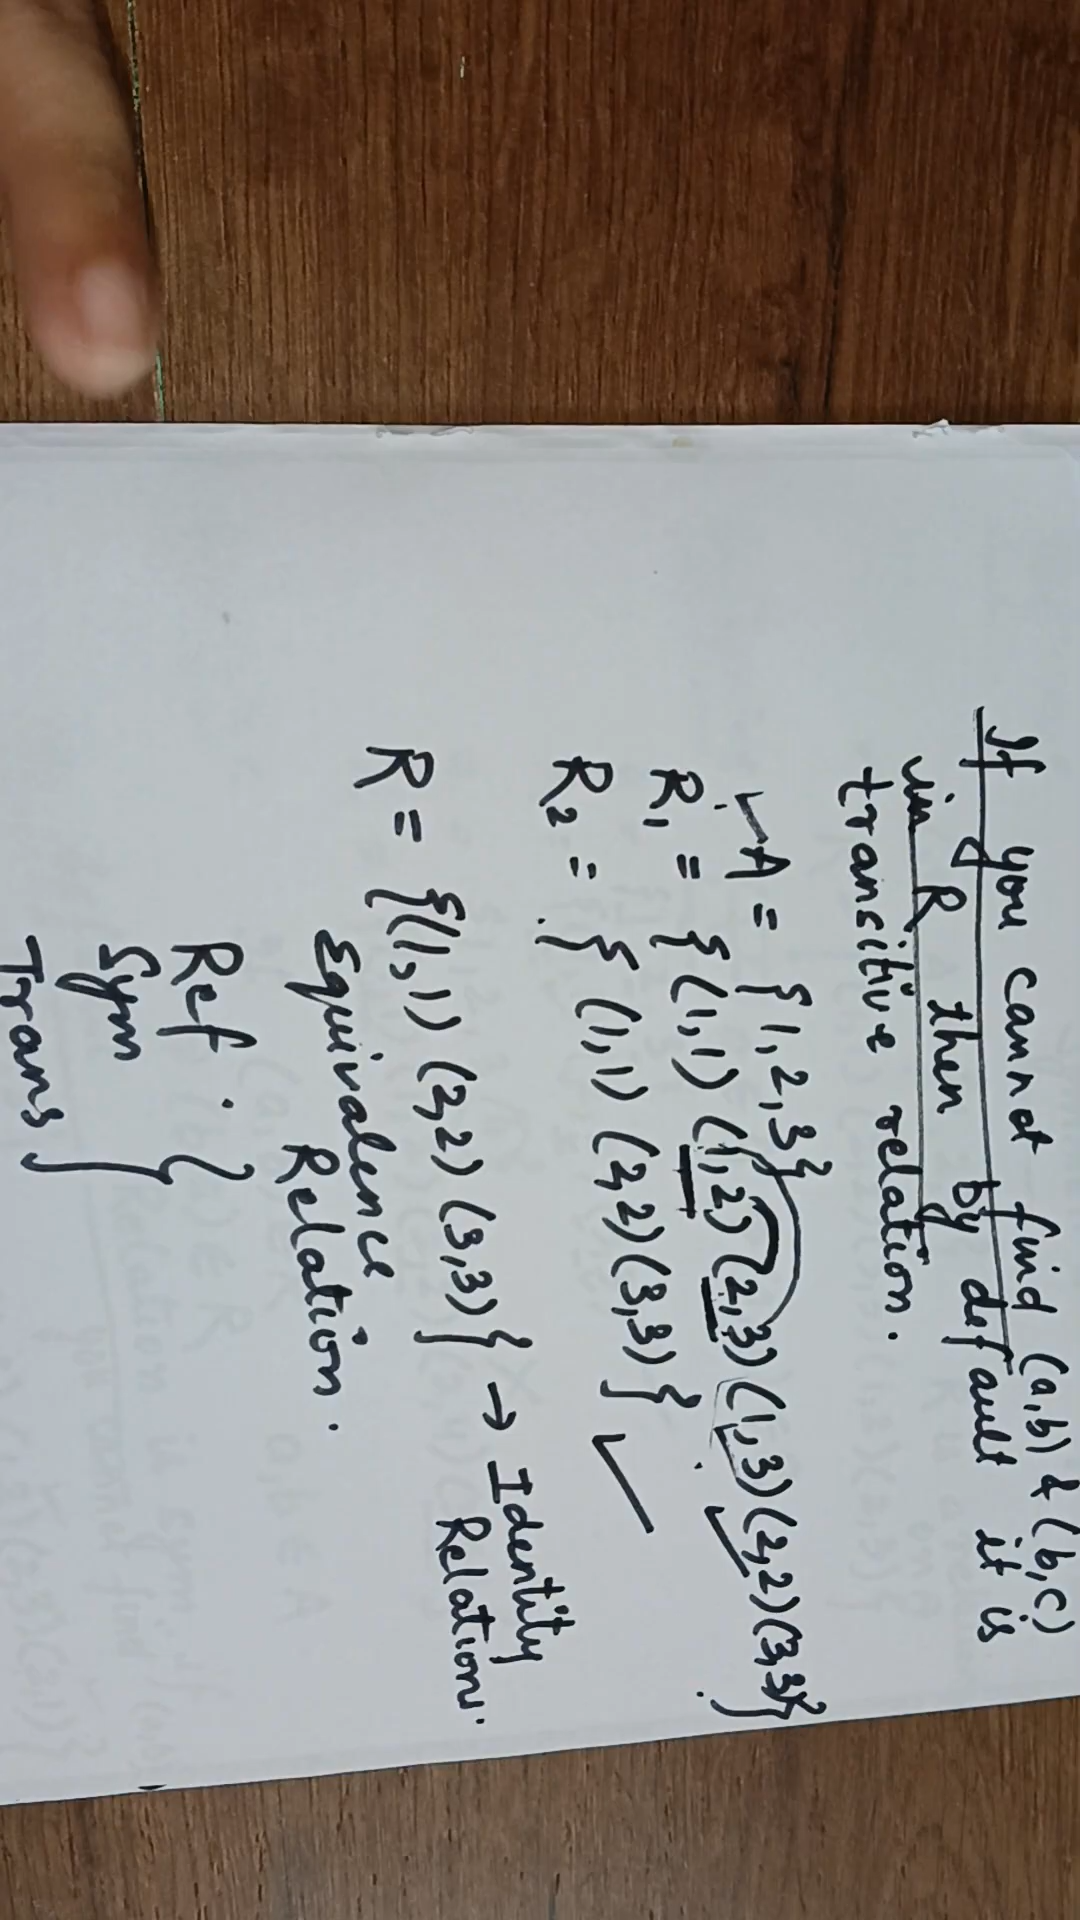 If you cannot find (a,b) & (b,c)
in R then by default it is
transitive relation.
A = {1,2,3}
R₁ = {(1,1) (1,2) (2,3) (1,3) (2,2) (3,3)}
R₂ = { (1,1) (2,2) (3,3) }
R = {(1,1) (2,2) (3,3)} → Identity
Relation.
Equivalence
Relation.
Ref
Sym
Trans }